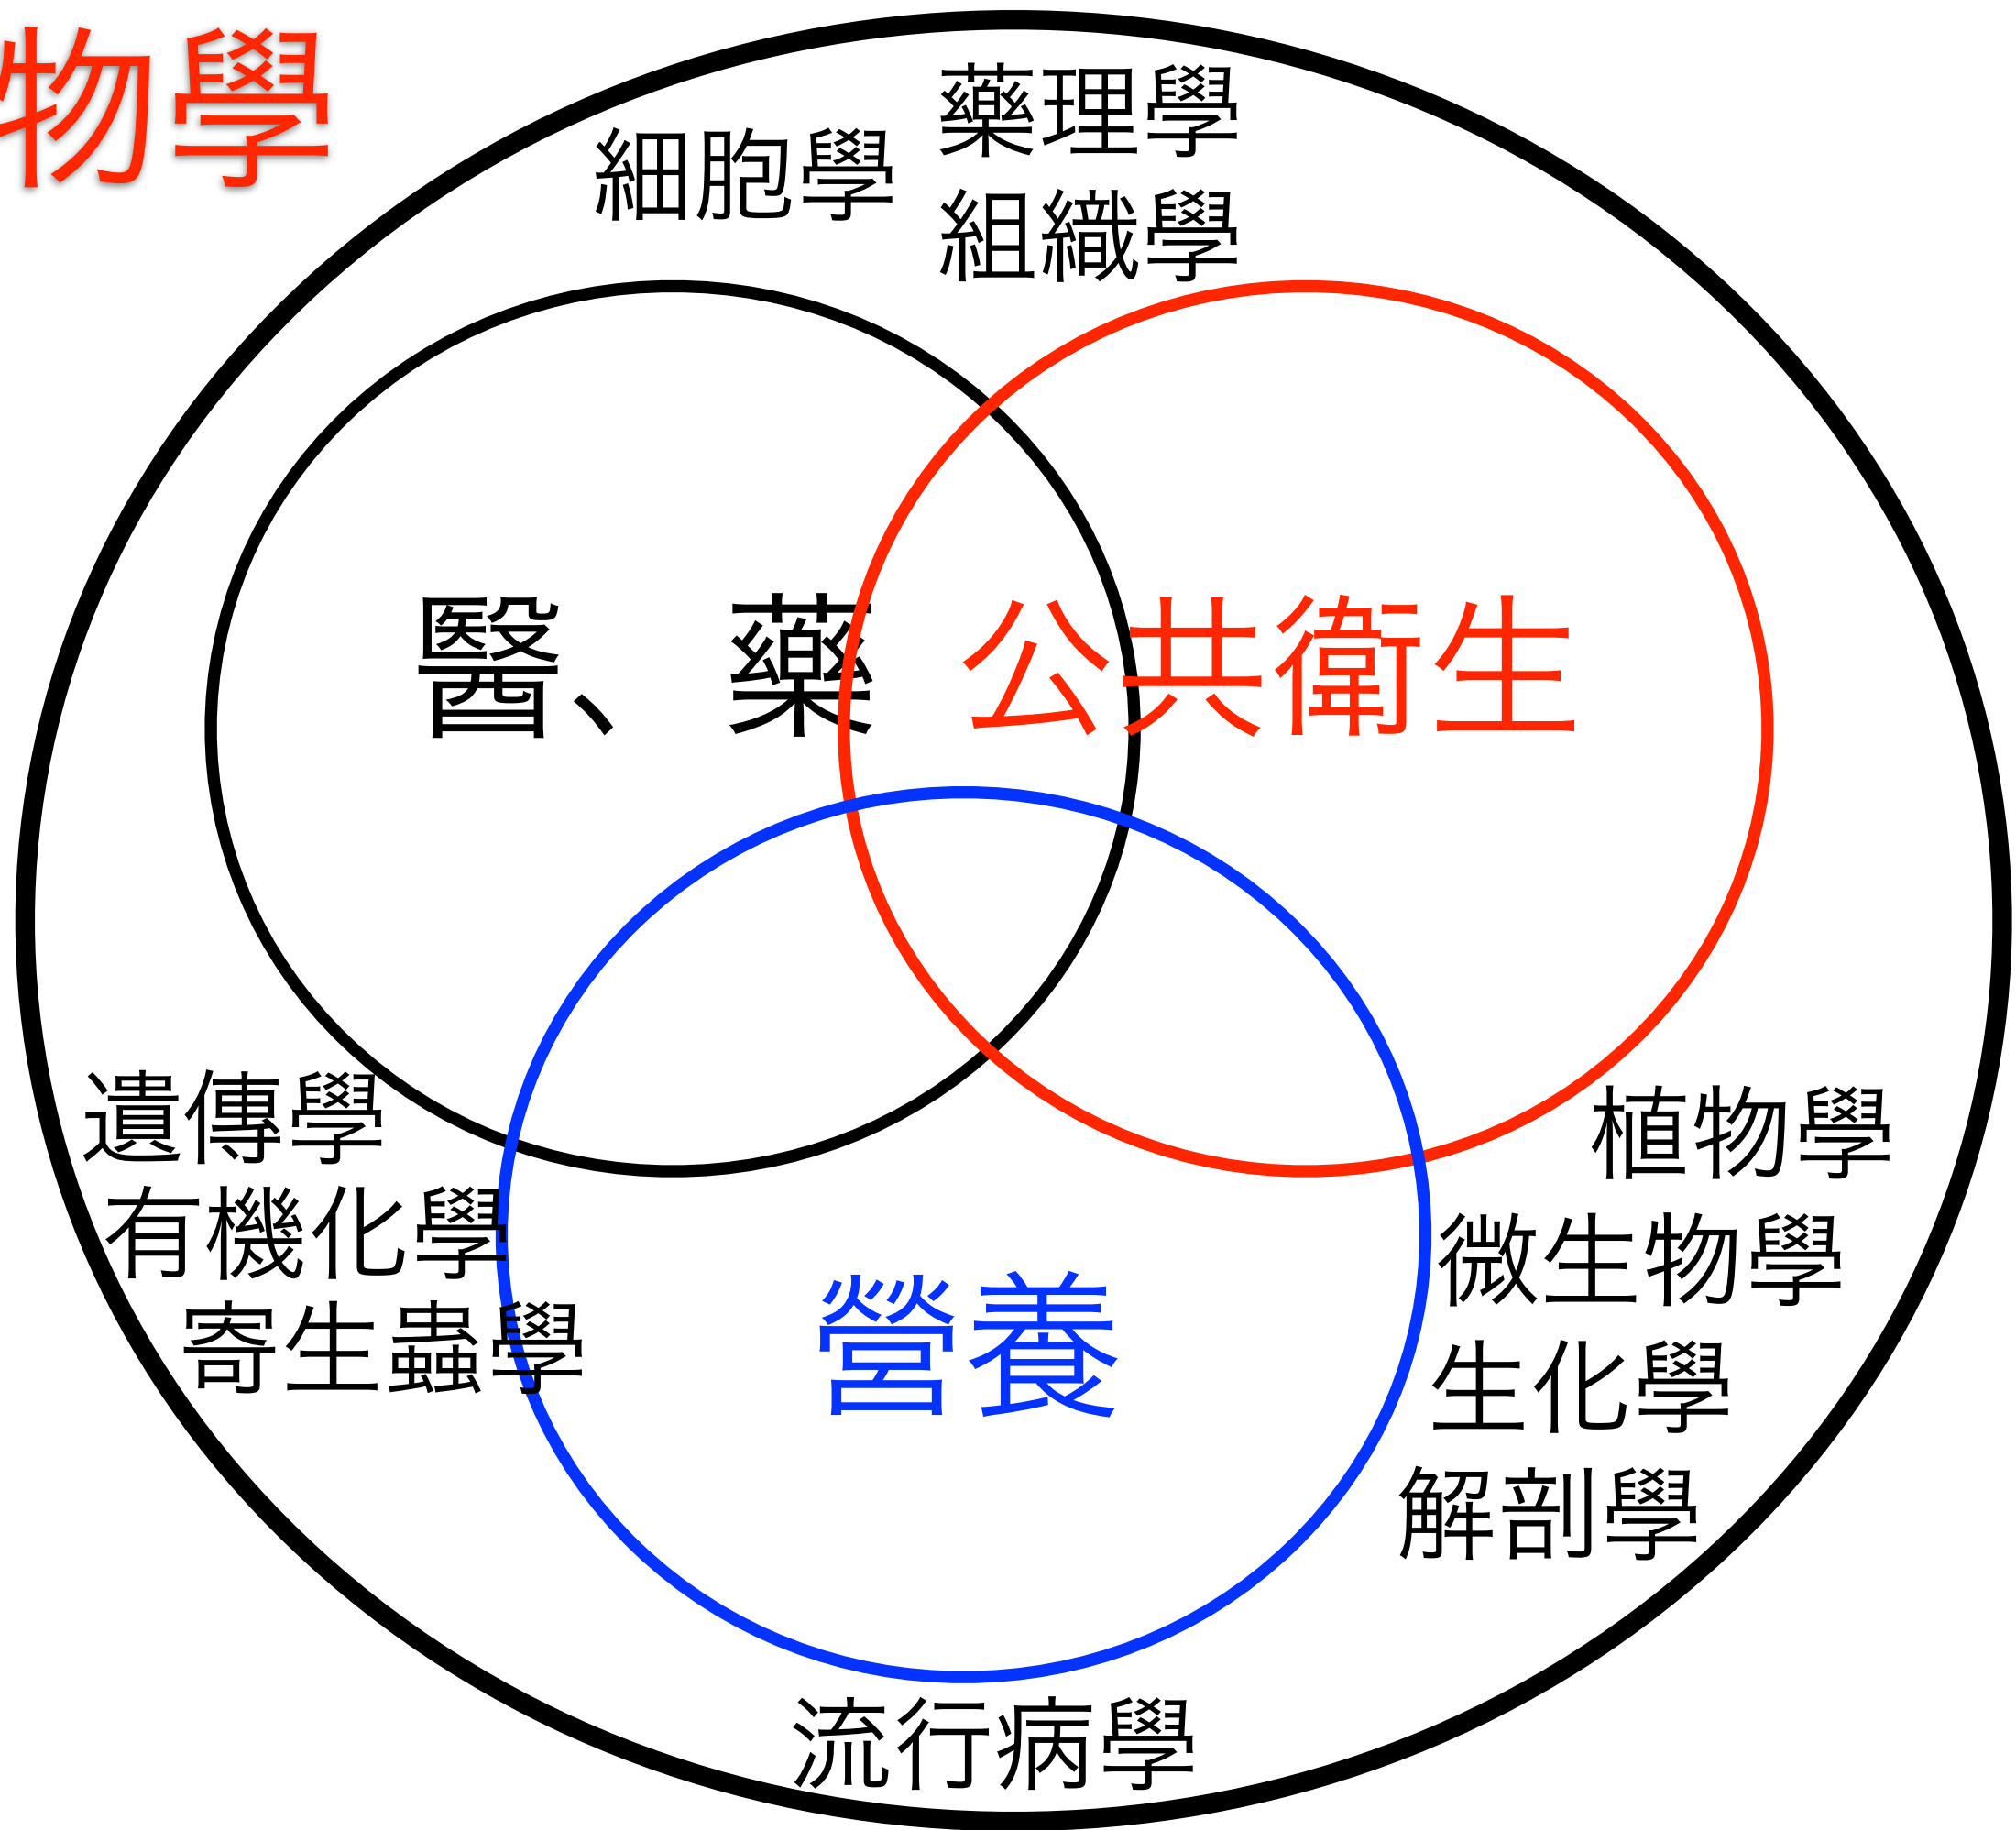 物學
藥理學
細胞學
組織學
醫、藥
公共衛生
遺傳學
有機化學
寄生蟲學
營養
植物學
微生物學
生化學
解剖學
流行病學